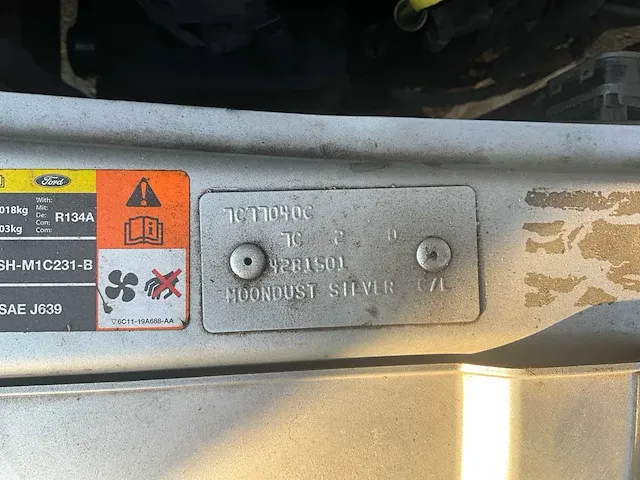 Ford
018kg
03kg
With:
Mit:
De:
Con:
Com:
R134A
SH-M1C231-B
SAE J639
6C11-19A688-AA
7C77040C
7C 2 D
4281501
MOONDUST SILVER C/L